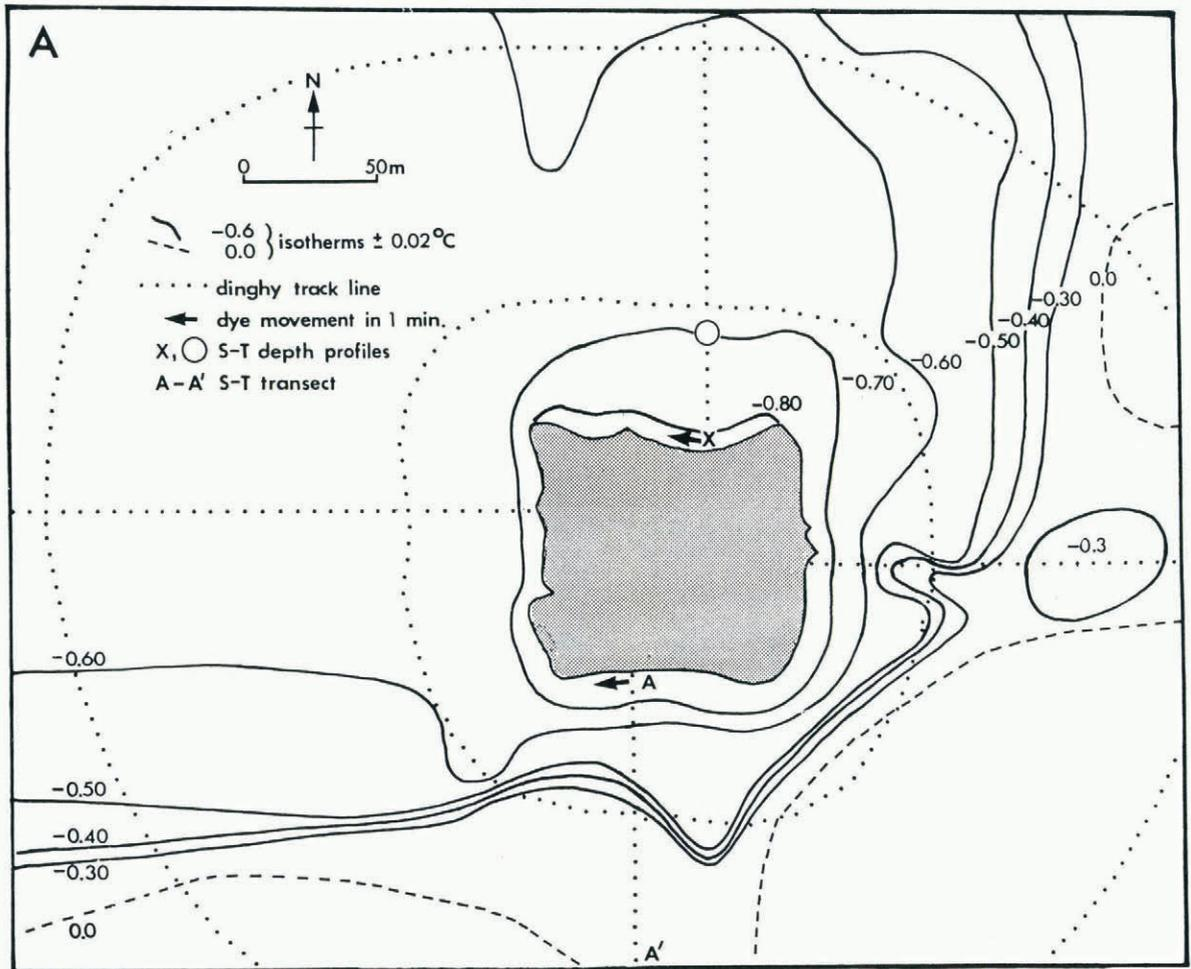 A
N
0 50m
-0.6
0.0 } isotherms ± 0.02°C
dinghy track line
dye movement in 1 min.
X, ○ S-T depth profiles
A-A' S-T transect
0.0
-0.30
-0.40
-0.50
-0.60
-0.70
-0.80
X
-0.3
A
-0.60
-0.50
-0.40
-0.30
0.0
A'